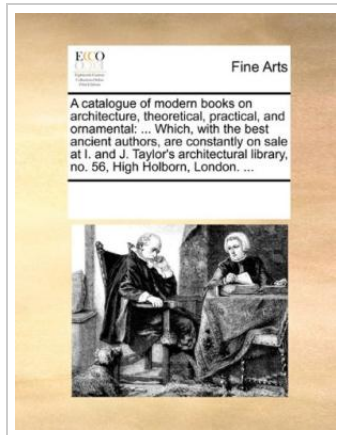 ECCO
Fine Arts
A catalogue of modern books on
architecture, theoretical, practical, and
ornamental: ... Which, with the best
ancient authors, are constantly on sale
at I. and J. Taylor's architectural library,
no. 56, High Holborn, London. ...